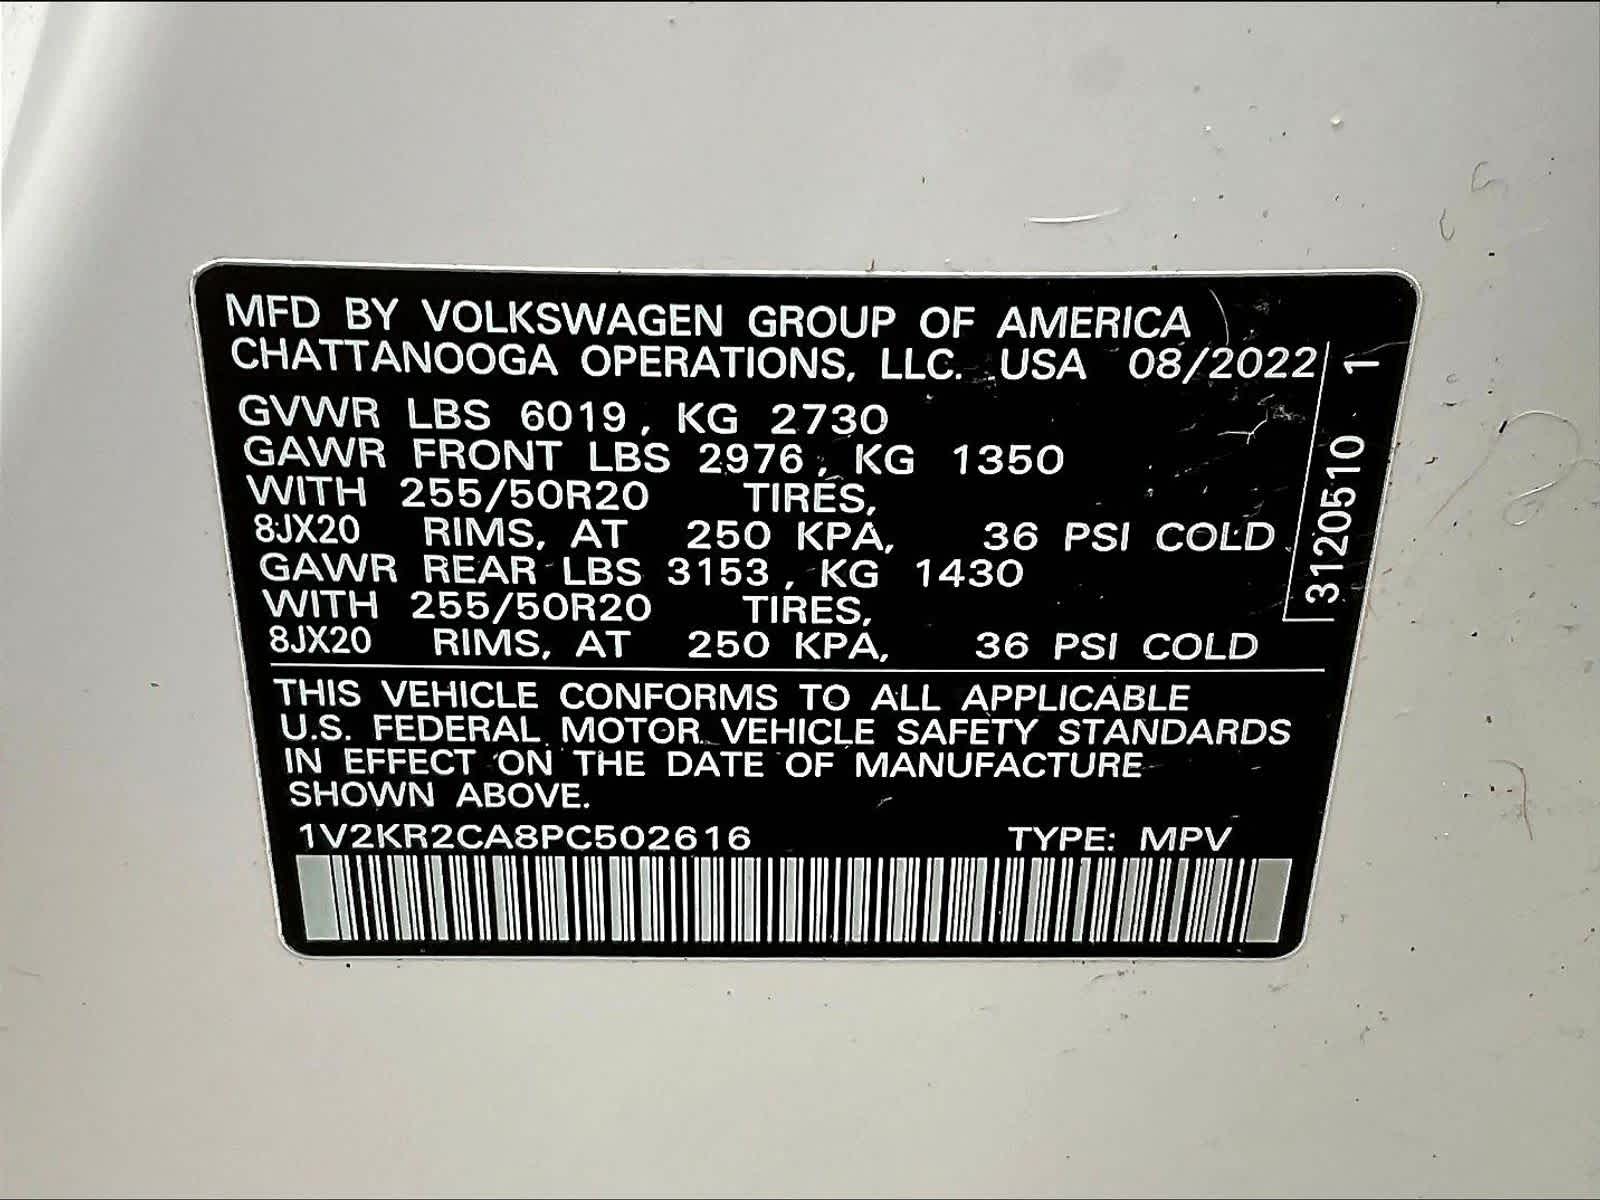 MFD BY VOLKSWAGEN GROUP OF AMERICA
CHATTANOOGA OPERATIONS, LLC. USA 08/2022
GVWR LBS 6019, KG 2730
GAWR FRONT LBS 2976, KG 1350
WITH 255/50R20 TIRES,
8JX20 RIMS, AT 250 KPA, 36 PSI COLD
GAWR REAR LBS 3153, KG 1430
WITH 255/50R20 TIRES,
8JX20 RIMS, AT 250 KPA, 36 PSI COLD
THIS VEHICLE CONFORMS TO ALL APPLICABLE
U.S. FEDERAL MOTOR VEHICLE SAFETY STANDARDS
IN EFFECT ON THE DATE OF MANUFACTURE
SHOWN ABOVE.
1V2KR2CA8PC502616 TYPE: MPV
3120510 1